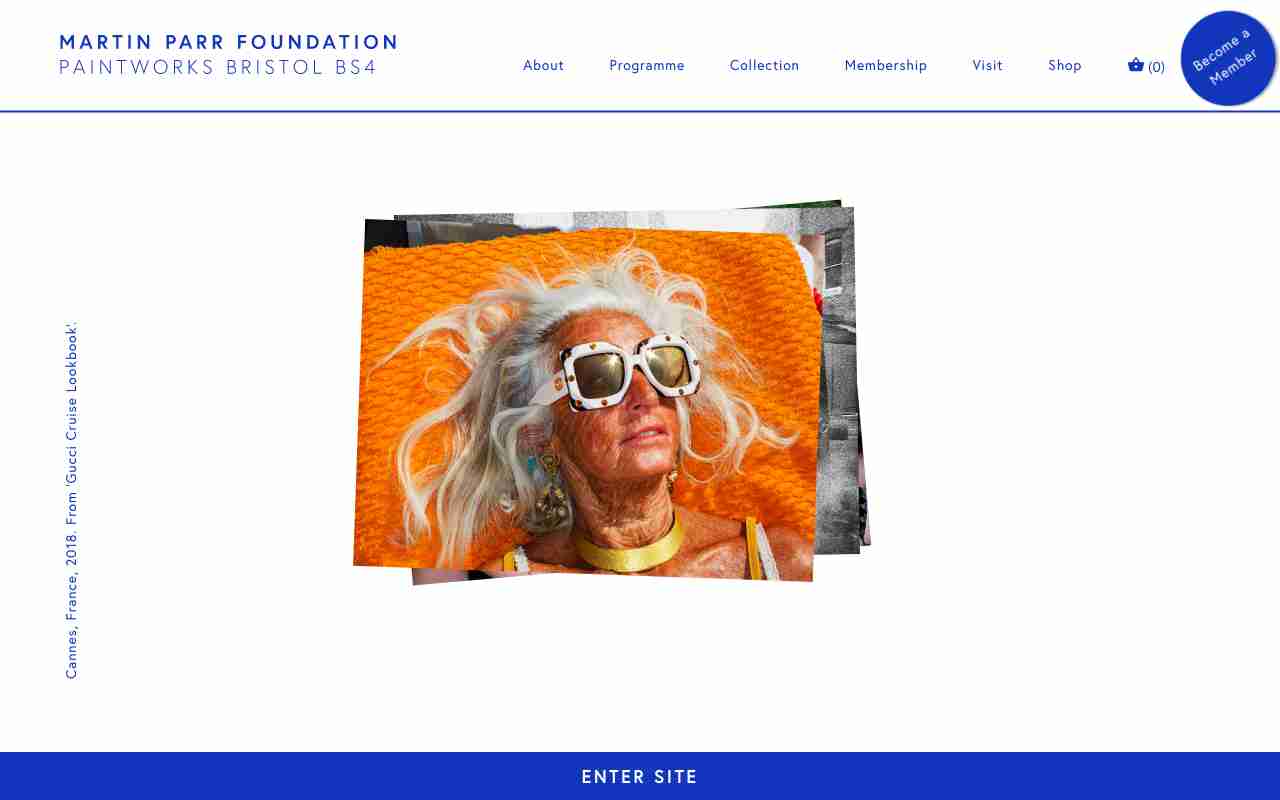 MARTIN PARR FOUNDATION
PAINTWORKS BRISTOL BS4
About
Programme
Collection
Membership
Visit
Shop
(0)
Become a
Member
Cannes, France, 2018. From 'Gucci Cruise Lookbook'.
ENTER SITE